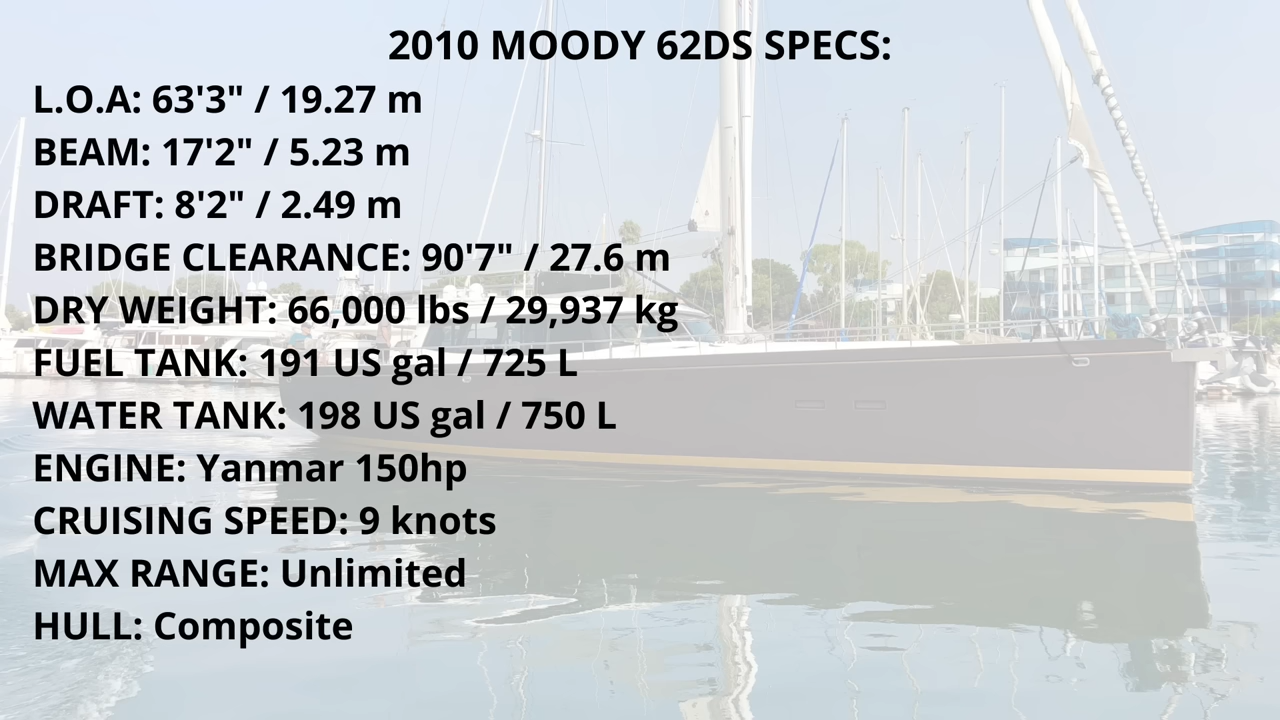 2010 MOODY 62DS SPECS:
L.O.A: 63'3" / 19.27 m
BEAM: 17'2" / 5.23 m
DRAFT: 8'2" / 2.49 m
BRIDGE CLEARANCE: 90'7" / 27.6 m
DRY WEIGHT: 66,000 lbs / 29,937 kg
FUEL TANK: 191 US gal / 725 L
WATER TANK: 198 US gal / 750 L
ENGINE: Yanmar 150hp
CRUISING SPEED: 9 knots
MAX RANGE: Unlimited
HULL: Composite